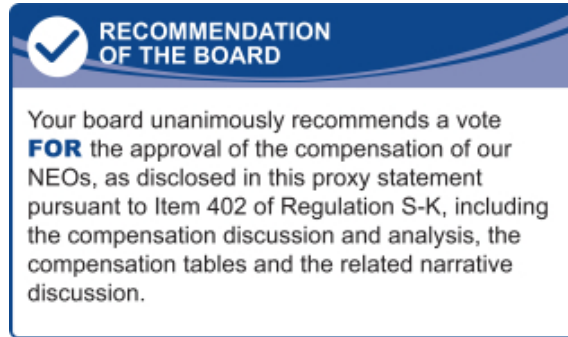 RECOMMENDATION
OF THE BOARD
Your board unanimously recommends a vote
FOR the approval of the compensation of our
NEOs, as disclosed in this proxy statement
pursuant to Item 402 of Regulation S-K, including
the compensation discussion and analysis, the
compensation tables and the related narrative
discussion.